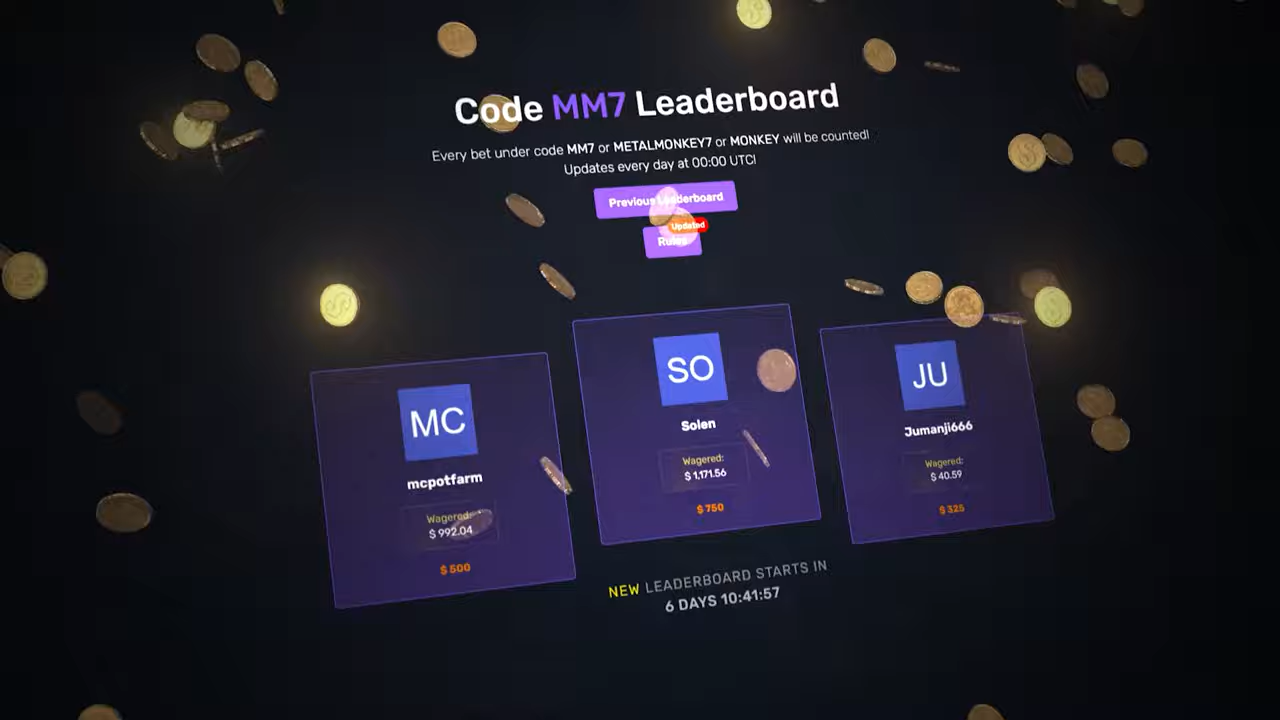 Code MM7 Leaderboard
Every bet under code MM7 or METALMONKEY7 or MONKEY will be counted!
Updates every day at 00:00 UTC!
Previous Leaderboard
Updated
Rules
MC
mcpotfarm
Wagered:
$ 992.04
$ 500
SO
Solen
Wagered:
$ 1,171.56
$ 750
JU
Jumanji666
Wagered:
$ 40.59
$ 325
NEW LEADERBOARD STARTS IN
6 DAYS 10:41:57